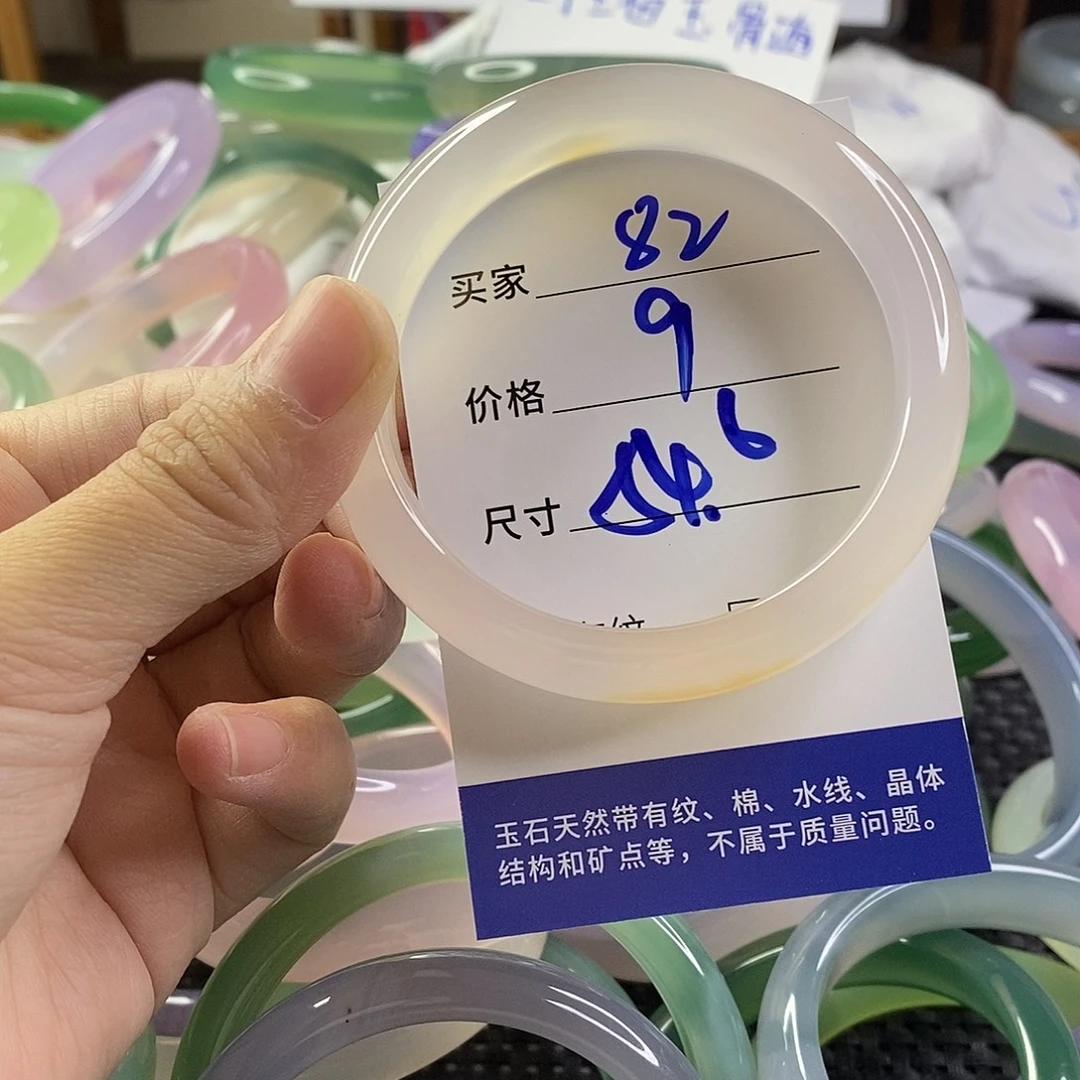 买家 82
价格 9
尺寸 54.6
玉石天然带有纹、棉、水线、晶体
结构和矿点等，不属于质量问题。